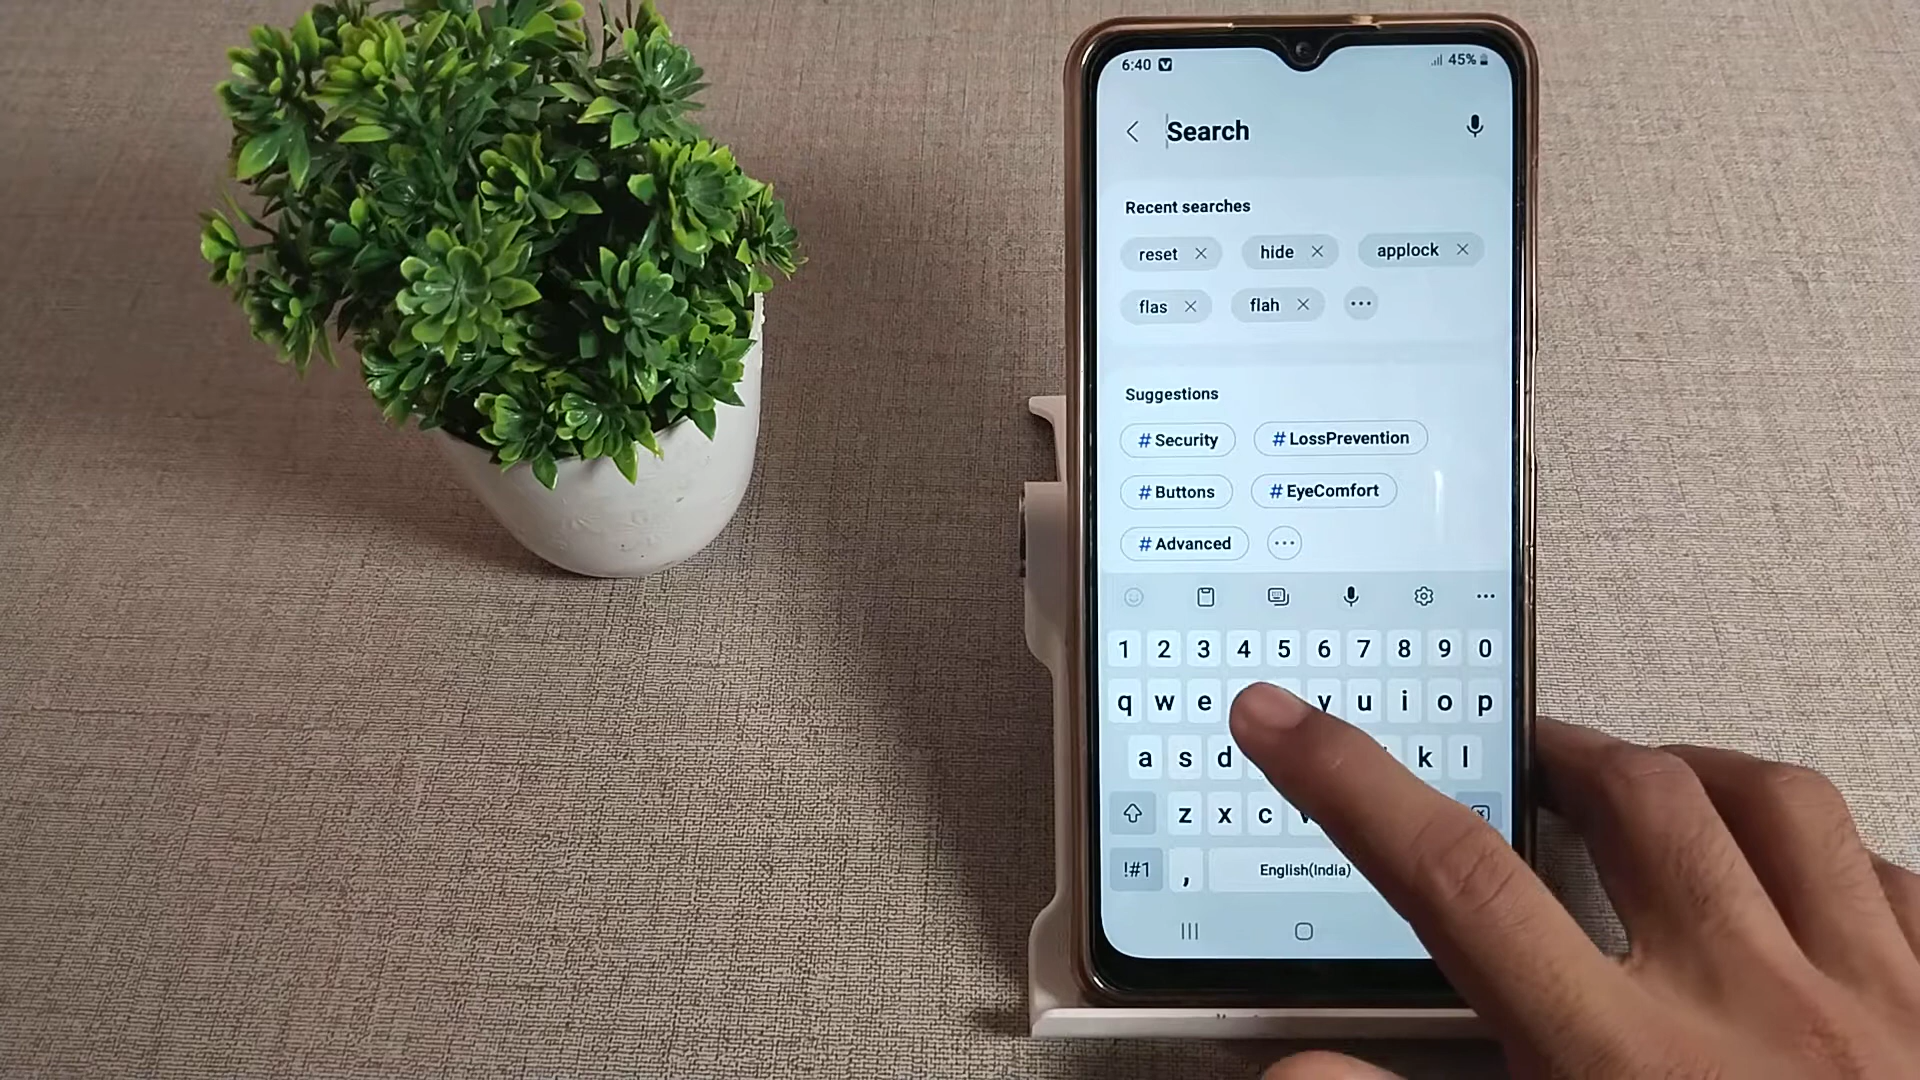 6:40 45%
Search
Recent searches
reset hide applock
flas flah
Suggestions
#Security #LossPrevention
#Buttons #EyeComfort
#Advanced
1 2 3 4 5 6 7 8 9 0
q w e y u i o p
a s d k l
z x c v
!#1 , English(India)